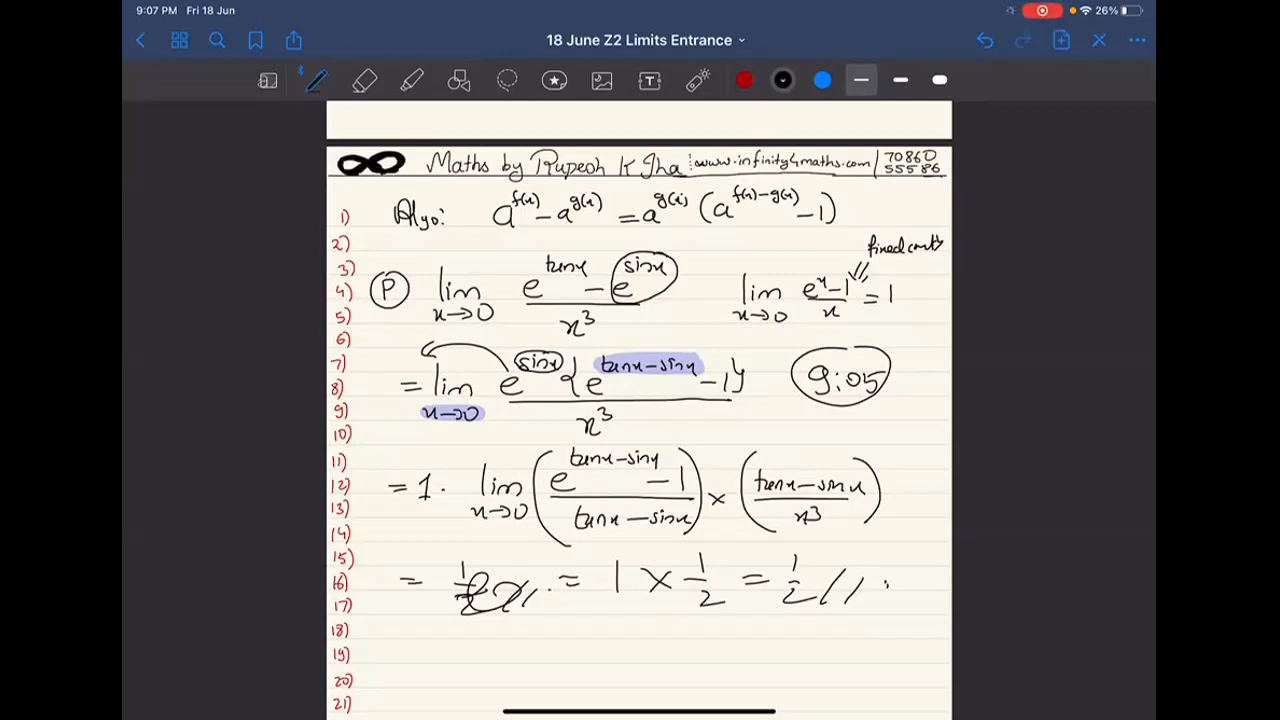 9:07 PM Fri 18 Jun 26%
18 June Z2 Limits Entrance
Maths by Rupesh K Jha www.infinity4maths.com/ 70860 55586
Also: a^{f(x)} - a^{g(x)} = a^{g(x)} (a^{f(x)-g(x)} - 1)
(P) lim x→0 (e^{tanx} - e^{sinx})/x³
lim x→0 (e^x - 1)/x = 1
= lim x→0 e^{sinx} {e^{tanx-sinx} - 1}/x³
9:05
= 1. lim x→0 ((e^{tanx-sinx} - 1)/(tanx-sinx)) × ((tanx-sinx)/x³)
= 1 × 1/2 = 1/2 //.
1)
2)
3)
4)
5)
6)
7)
8)
9)
10)
11)
12)
13)
14)
15)
16)
17)
18)
19)
20)
21)